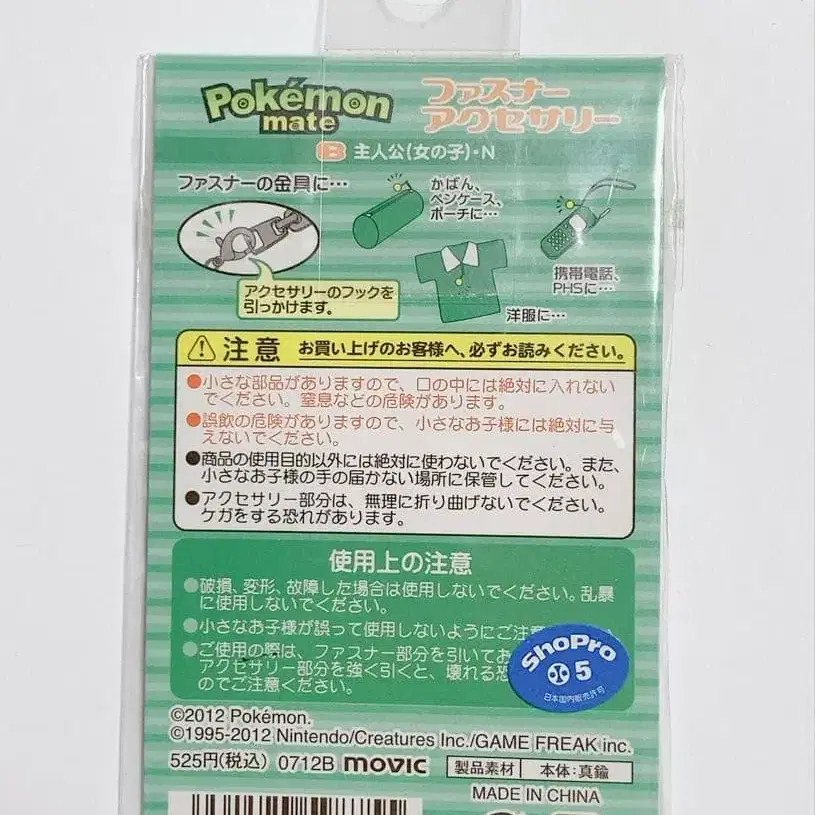 Pokémon
mate
ファスナー
アクセサリー
B 主人公(女の子)・N
ファスナーの金具に…
かばん、
ペンケース、
ポーチに…
アクセサリーのフックを
引っかけます。
洋服に…
携帯電話、
PHSに…
注意 お買い上げのお客様へ、必ずお読みください。
●小さな部品がありますので、口の中には絶対に入れない
でください。窒息などの危険があります。
●誤飲の危険がありますので、小さなお子様には絶対に与
えないでください。
●商品の使用目的以外には絶対に使わないでください。また、
小さなお子様の手の届かない場所に保管してください。
●アクセサリー部分は、無理に折り曲げないでください。
ケガをする恐れがあります。
使用上の注意
●破損、変形、故障した場合は使用しないでください。乱暴
に使用しないでください。
●小さなお子様が誤って使用しないようにご注意
●ご使用の際は、ファスナー部分を引いてお
アクセサリー部分を強く引くと、壊れる恐
のでご注意ください。
ShoPro
5
日本国内販売許可
©2012 Pokémon.
©1995-2012 Nintendo/Creatures Inc./GAME FREAK inc.
525円(税込) 0712B movic 製品素材 本体:真鍮
MADE IN CHINA